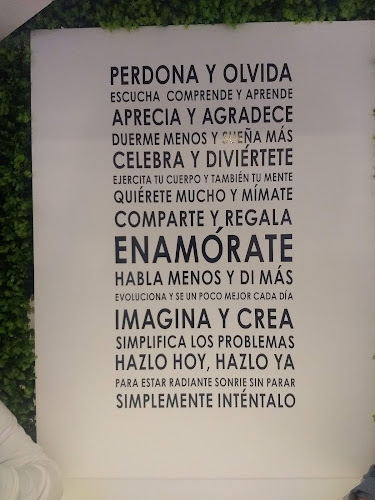 PERDONA Y OLVIDA
ESCUCHA COMPRENDE Y APRENDE
APRECIA Y AGRADECE
DUERME MENOS Y SUEÑA MÁS
CELEBRA Y DIVIÉRTETE
EJERCITA TU CUERPO Y TAMBIÉN TU MENTE
QUIÉRETE MUCHO Y MÍMATE
COMPARTE Y REGALA
ENAMÓRATE
HABLA MENOS Y DI MÁS
EVOLUCIONA Y SE UN POCO MEJOR CADA DÍA
IMAGINA Y CREA
SIMPLIFICA LOS PROBLEMAS
HAZLO HOY, HAZLO YA
PARA ESTAR RADIANTE SONRIE SIN PARAR
SIMPLEMENTE INTÉNTALO